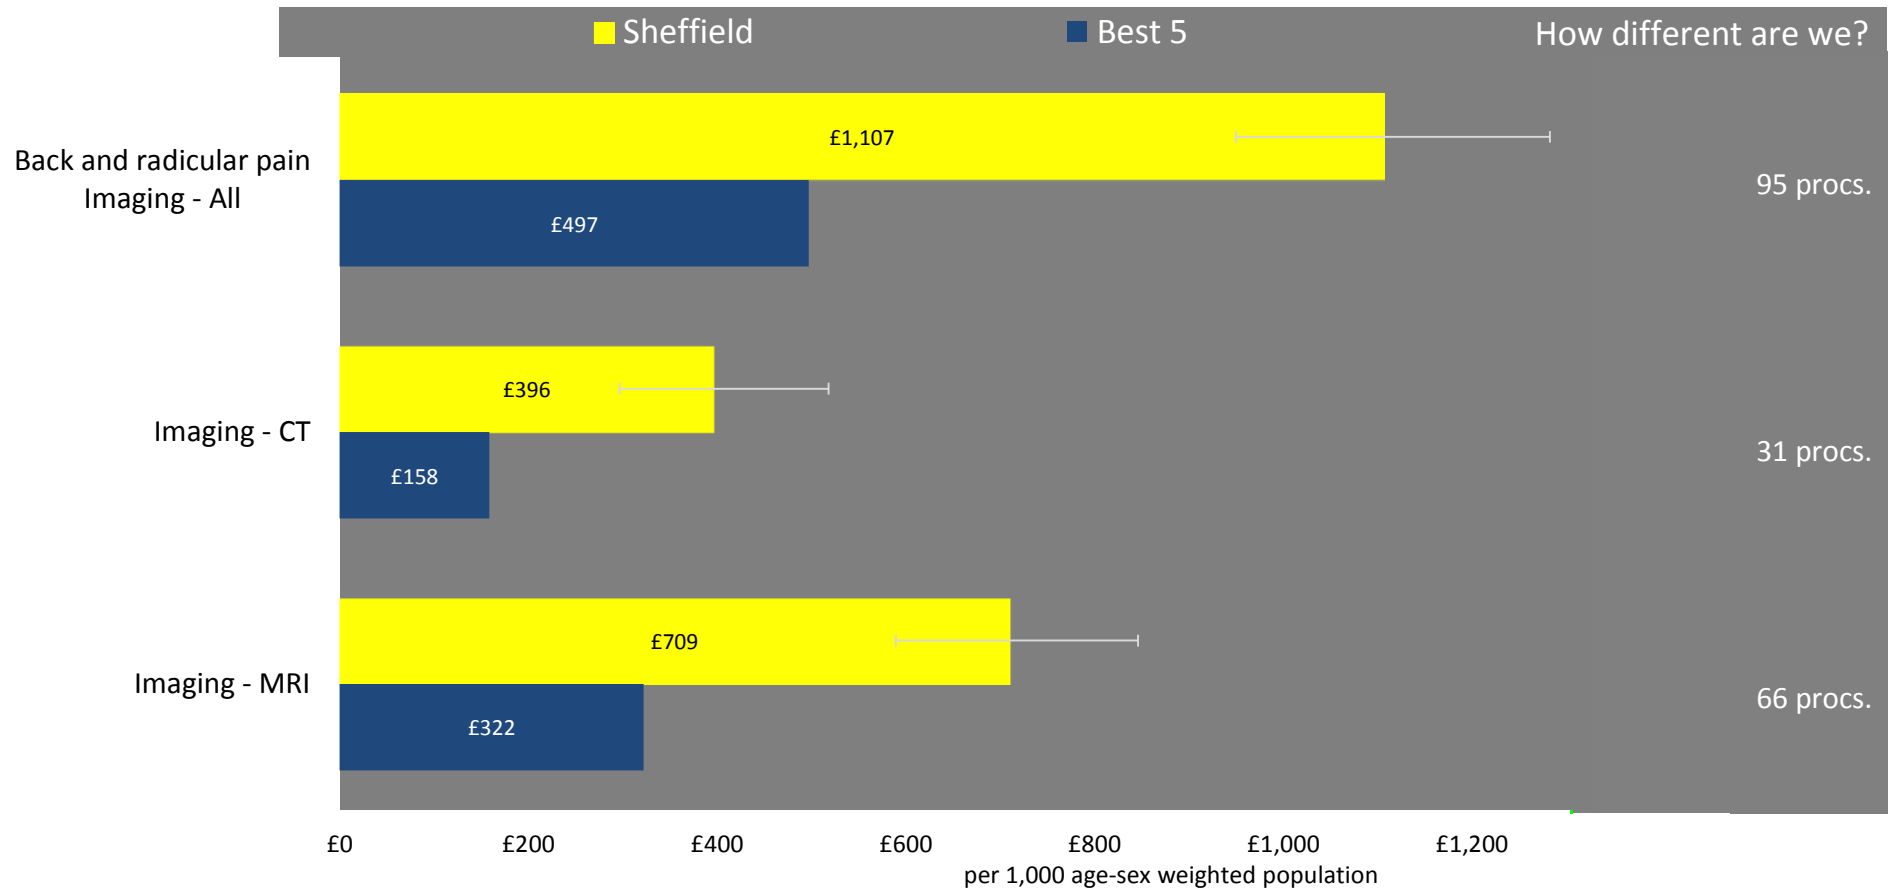 Sheffield
Best 5
How different are we?
Back and radicular pain
Imaging - All
£1,107
£497
95 procs.
Imaging - CT
£396
£158
31 procs.
Imaging - MRI
£709
£322
66 procs.
£0 £200 £400 £600 £800 £1,000 £1,200
per 1,000 age-sex weighted population